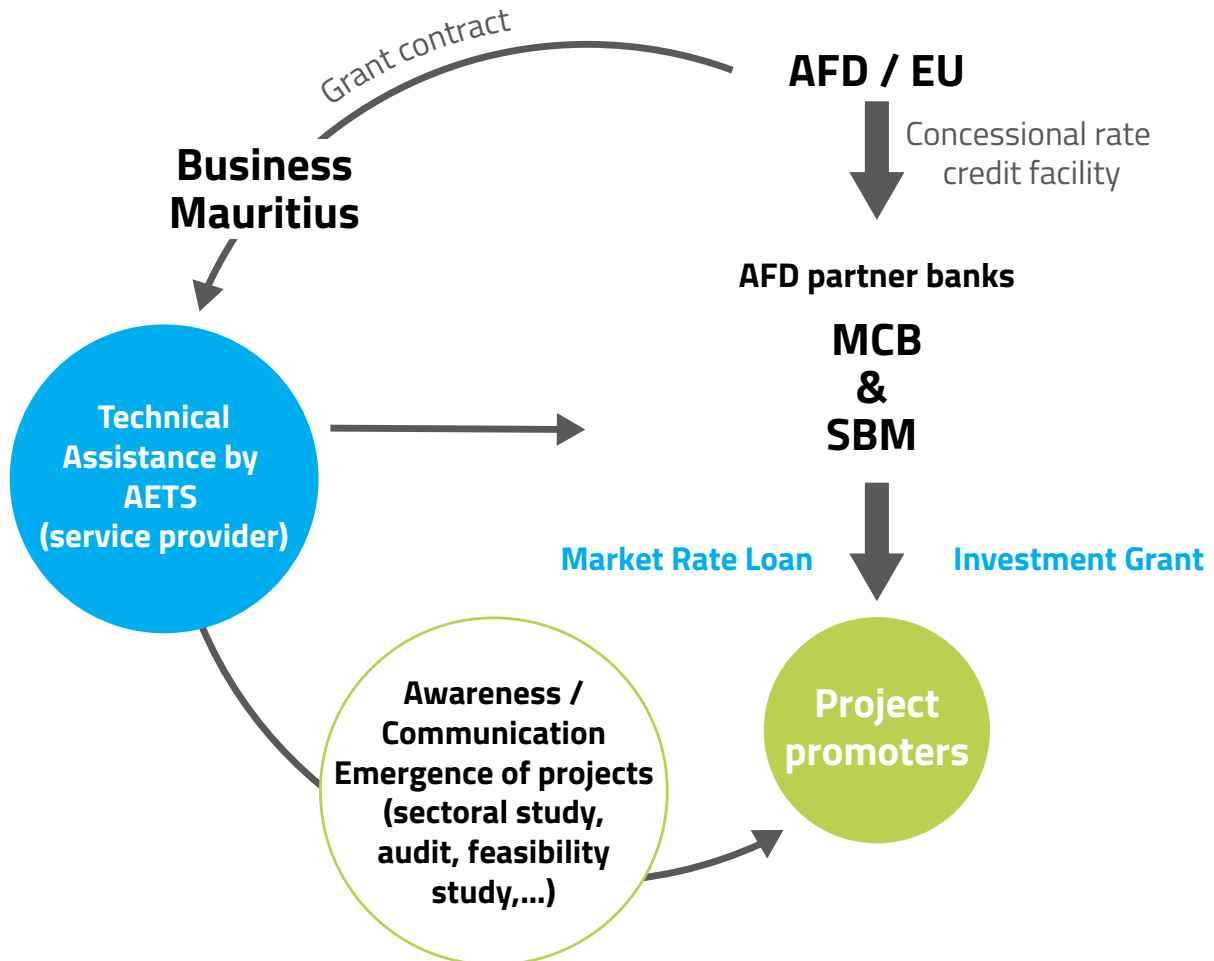 Grant contract
AFD / EU
Concessional rate
credit facility
Business
Mauritius
AFD partner banks
MCB
&
SBM
Technical
Assistance by
AETS
(service provider)
Market Rate Loan
Investment Grant
Awareness /
Communication
Emergence of projects
(sectoral study,
audit, feasibility
study,...)
Project
promoters